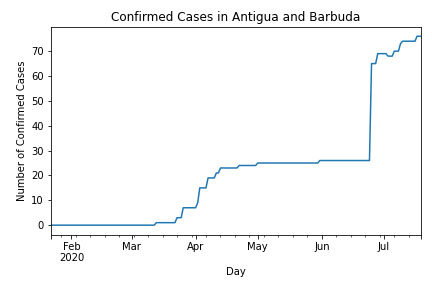 Confirmed Cases in Antigua and Barbuda
Number of Confirmed Cases
70
60
50
40
30
20
10
0
Feb Mar Apr May Jun Jul
2020
Day